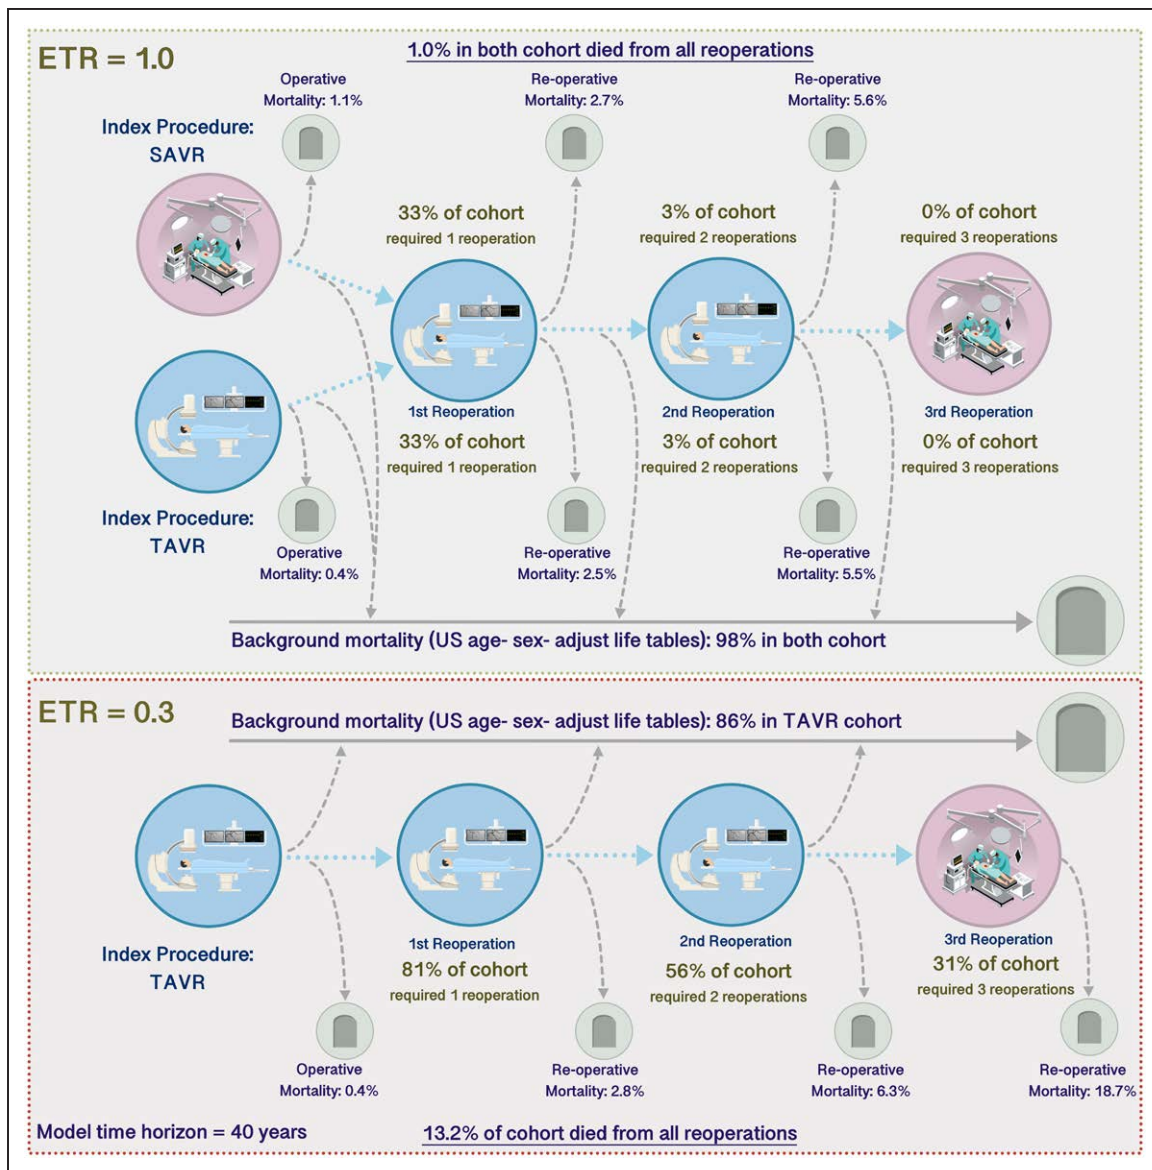 ETR = 1.0
1.0% in both cohort died from all reoperations
Operative
Mortality: 1.1%
Re-operative
Mortality: 2.7%
Re-operative
Mortality: 5.6%
Index Procedure:
SAVR
33% of cohort
required 1 reoperation
3% of cohort
required 2 reoperations
0% of cohort
required 3 reoperations
1st Reoperation
2nd Reoperation
3rd Reoperation
33% of cohort
required 1 reoperation
3% of cohort
required 2 reoperations
0% of cohort
required 3 reoperations
Index Procedure:
TAVR
Operative
Mortality: 0.4%
Re-operative
Mortality: 2.5%
Re-operative
Mortality: 5.5%
Background mortality (US age- sex- adjust life tables): 98% in both cohort
ETR = 0.3
Background mortality (US age- sex- adjust life tables): 86% in TAVR cohort
Index Procedure:
TAVR
1st Reoperation
81% of cohort
required 1 reoperation
2nd Reoperation
56% of cohort
required 2 reoperations
3rd Reoperation
31% of cohort
required 3 reoperations
Operative
Mortality: 0.4%
Re-operative
Mortality: 2.8%
Re-operative
Mortality: 6.3%
Re-operative
Mortality: 18.7%
Model time horizon = 40 years
13.2% of cohort died from all reoperations